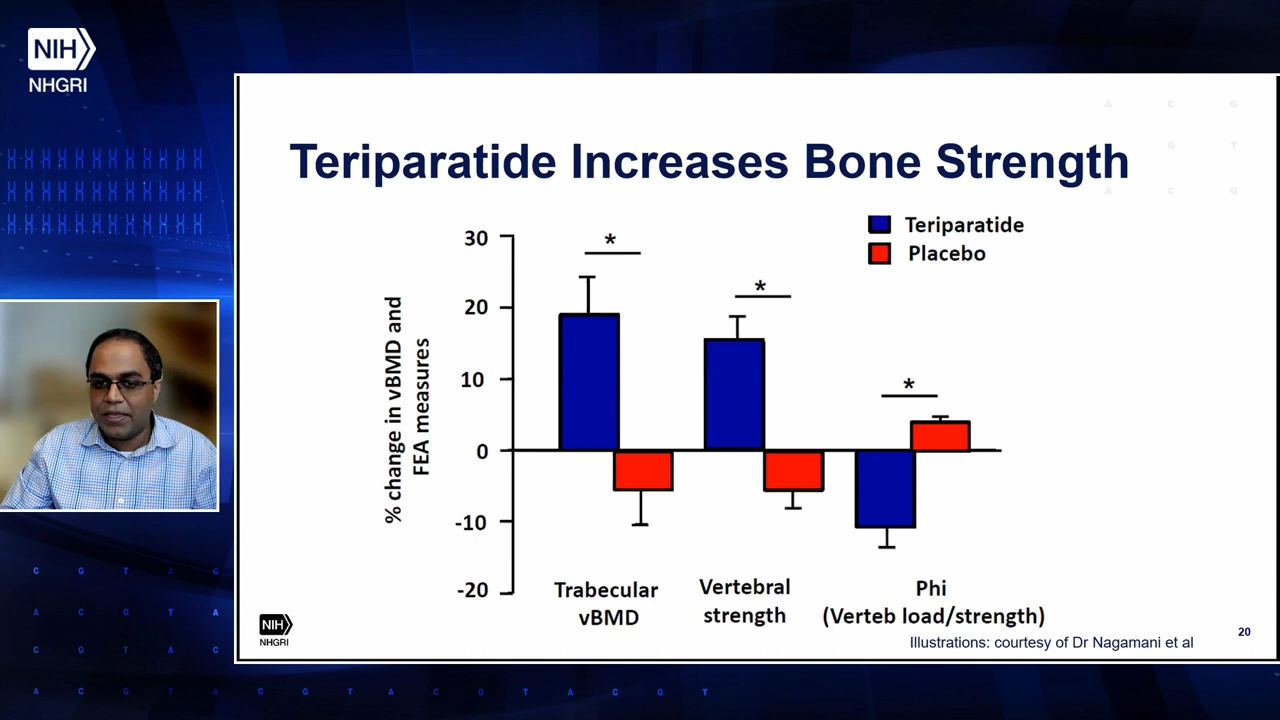 NIH
NHGRI
A C G
Teriparatide Increases Bone Strength
G T
A C G
Teriparatide
Placebo
% change in vBMD and
FEA measures
30
20
10
0
-10
-20
*
*
*
Trabecular
vBMD
Vertebral
strength
Phi
(Verteb load/strength)
NIH
NHGRI
Illustrations: courtesy of Dr Nagamani et al
20
C G T A C
A C G T A
C G T A C
A C G T A C G T A C G T A C G T